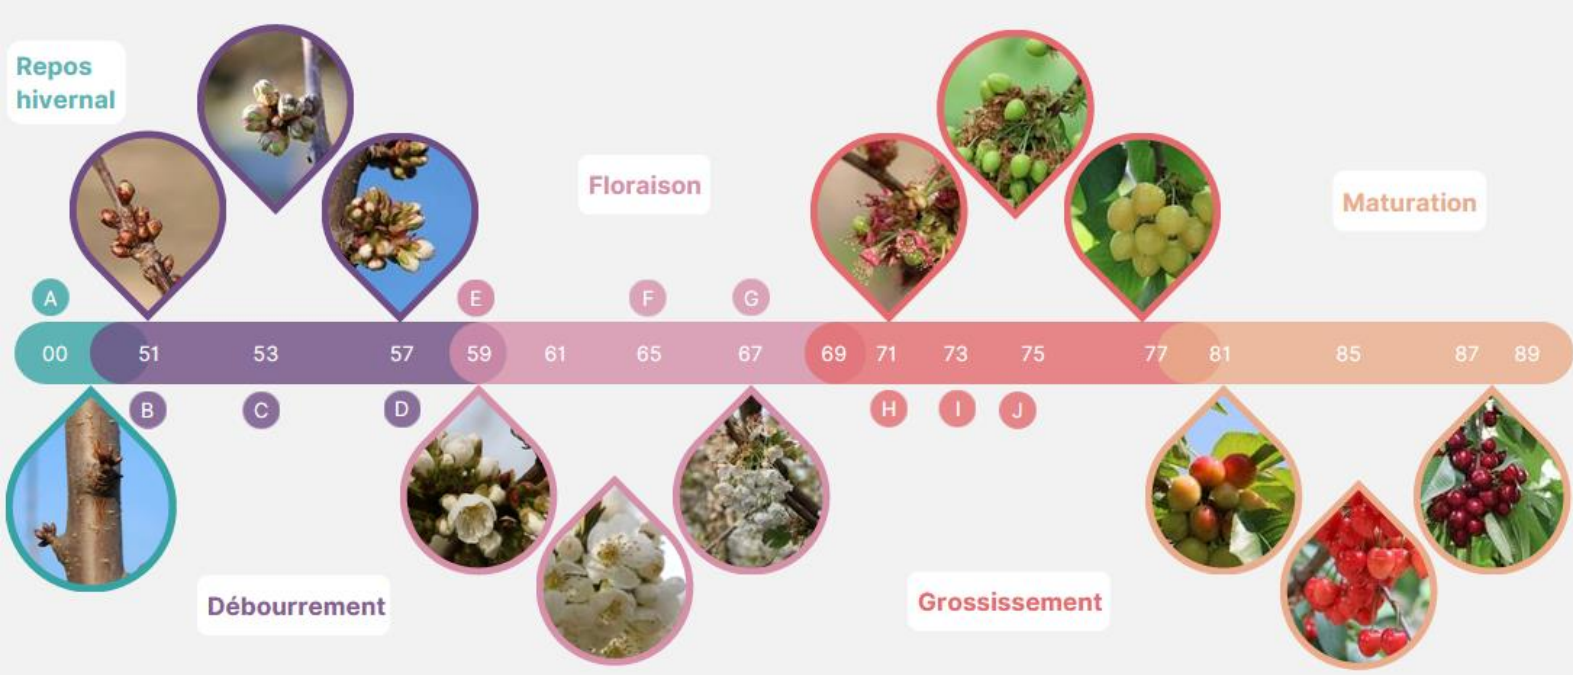 Repos
hivernal
Floraison
Maturation
A
E
F
G
00 51 53 57 59 61 65 67 69 71 73 75 77 81 85 87 89
B
C
D
H
I
J
Débourrement
Grossissement